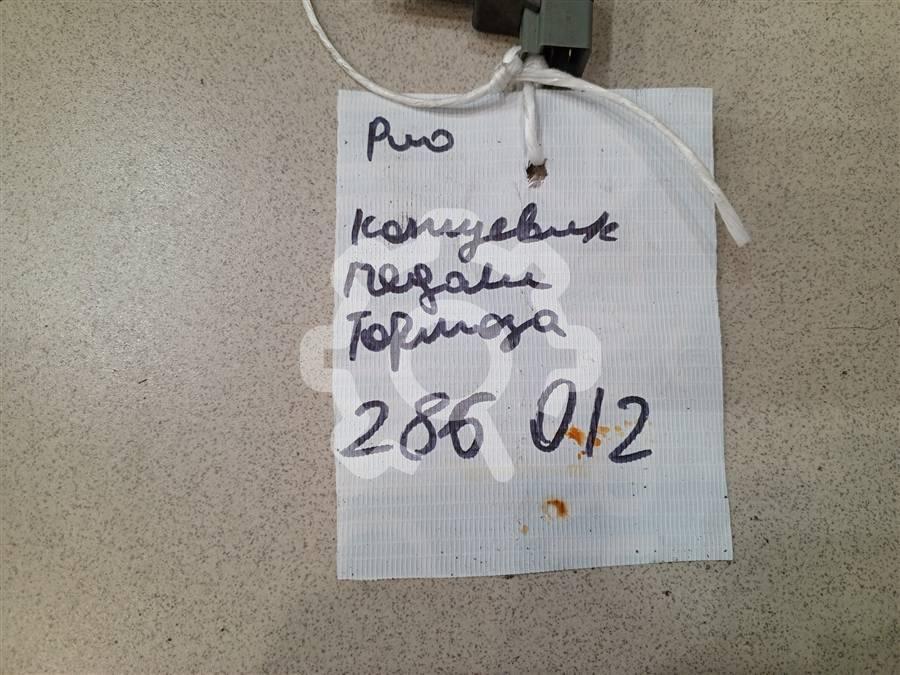 Рио
Концевик
педали
Тормоза
286 012